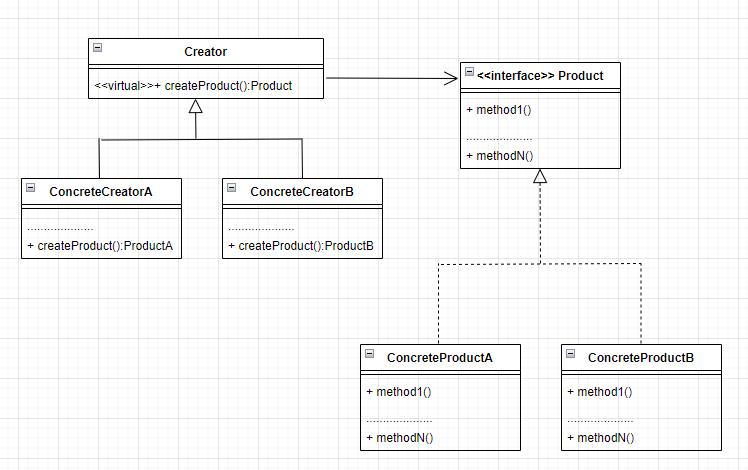 Creator
<<virtual>>+ createProduct():Product
<<interface>> Product
+ method1()
....................
+ methodN()
ConcreteCreatorA
....................
+ createProduct():ProductA
ConcreteCreatorB
....................
+ createProduct():ProductB
ConcreteProductA
+ method1()
....................
+ methodN()
ConcreteProductB
+ method1()
....................
+ methodN()